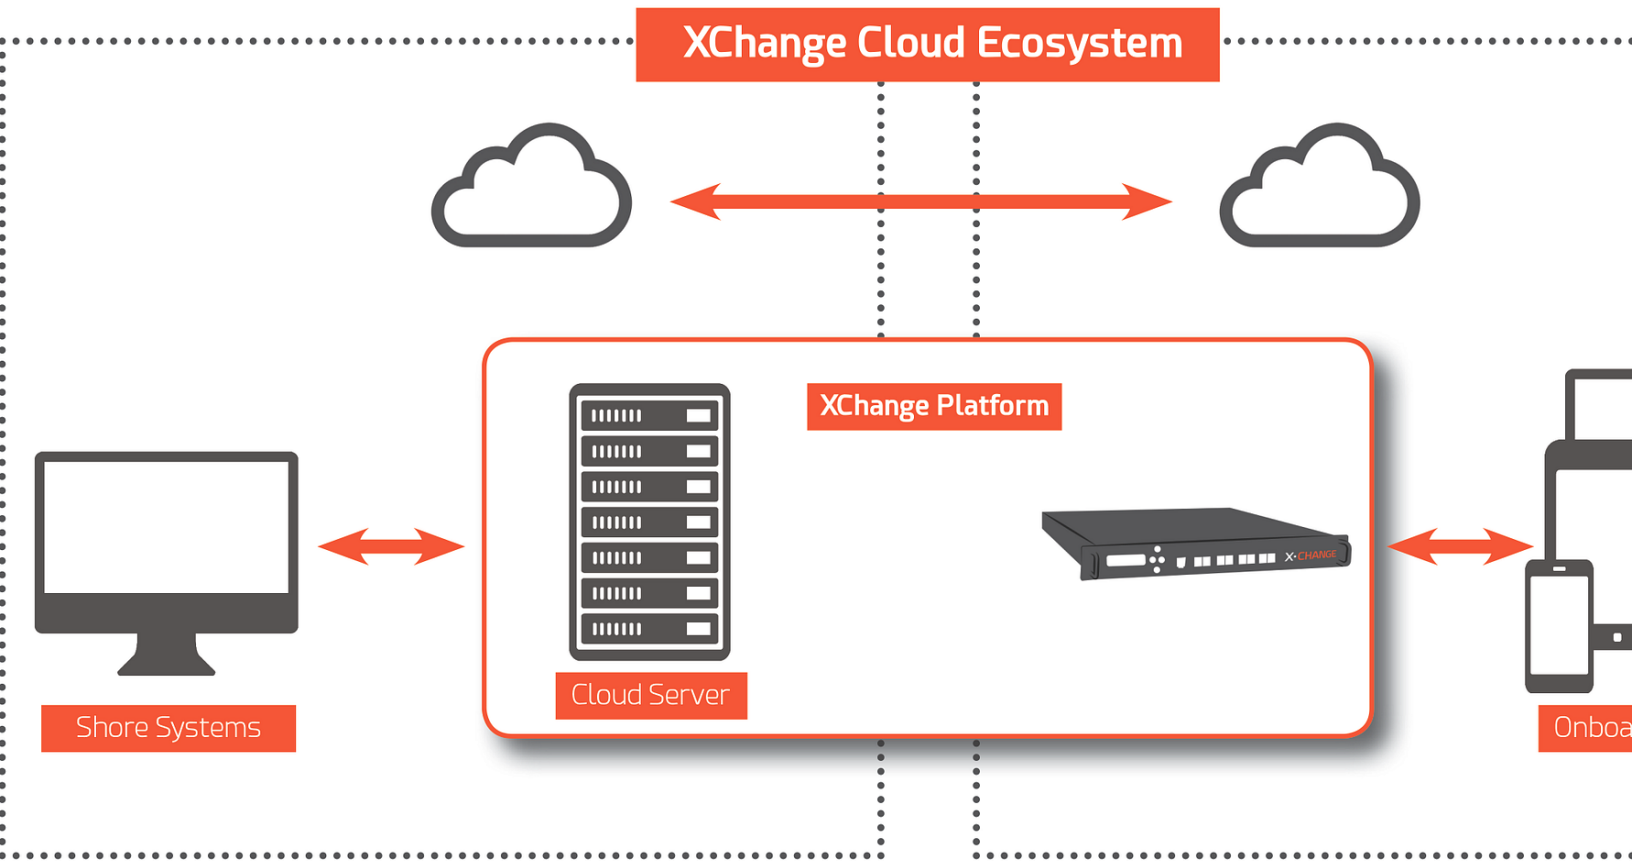 XChange Cloud Ecosystem
XChange Platform
X·CHANGE
Cloud Server
Shore Systems